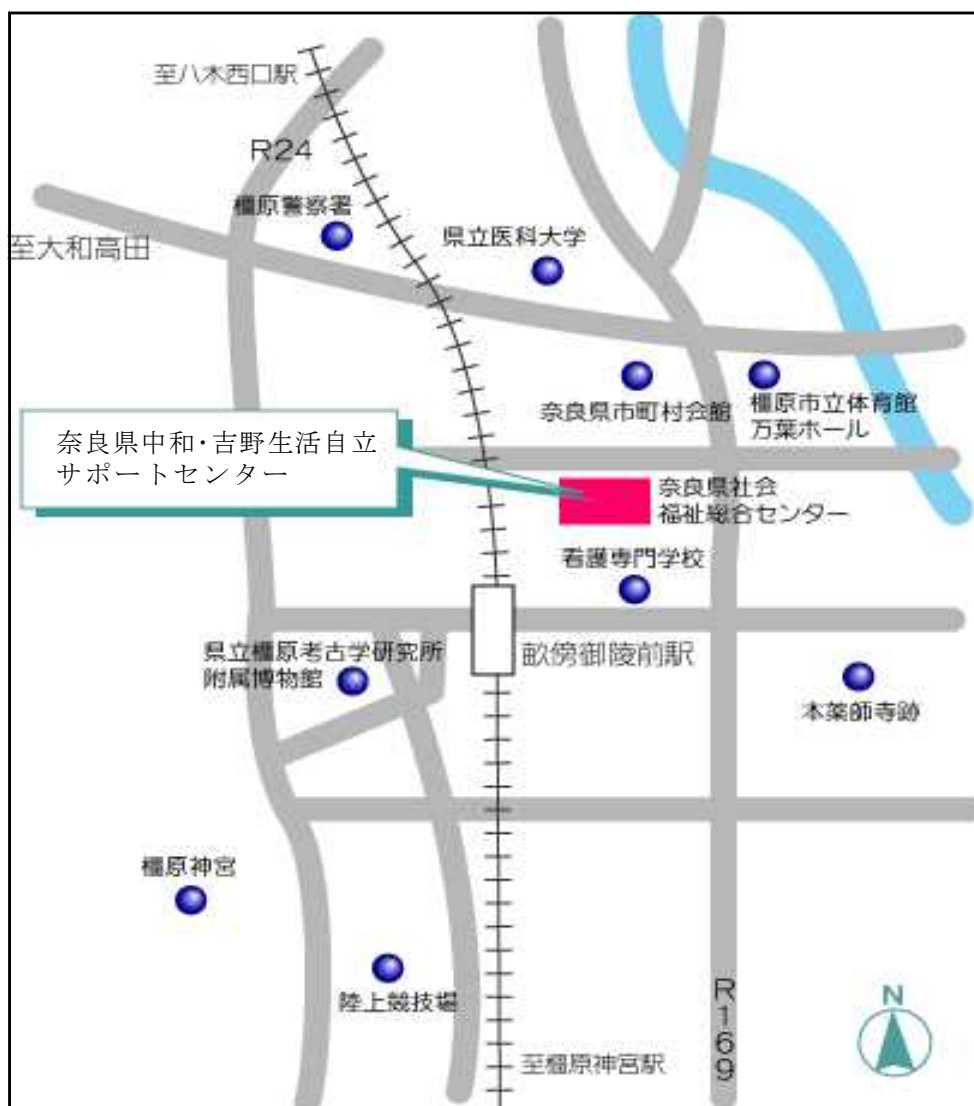 至八木西口駅
R24
橿原警察署
県立医科大学
至大和高田
奈良県市町村会館
橿原市立体育館
万葉ホール
奈良県中和・吉野生活自立
サポートセンター
奈良県社会
福祉総合センター
看護専門学校
県立橿原考古学研究所
附属博物館
畝傍御陵前駅
本薬師寺跡
橿原神宮
陸上競技場
R169
N
至橿原神宮駅